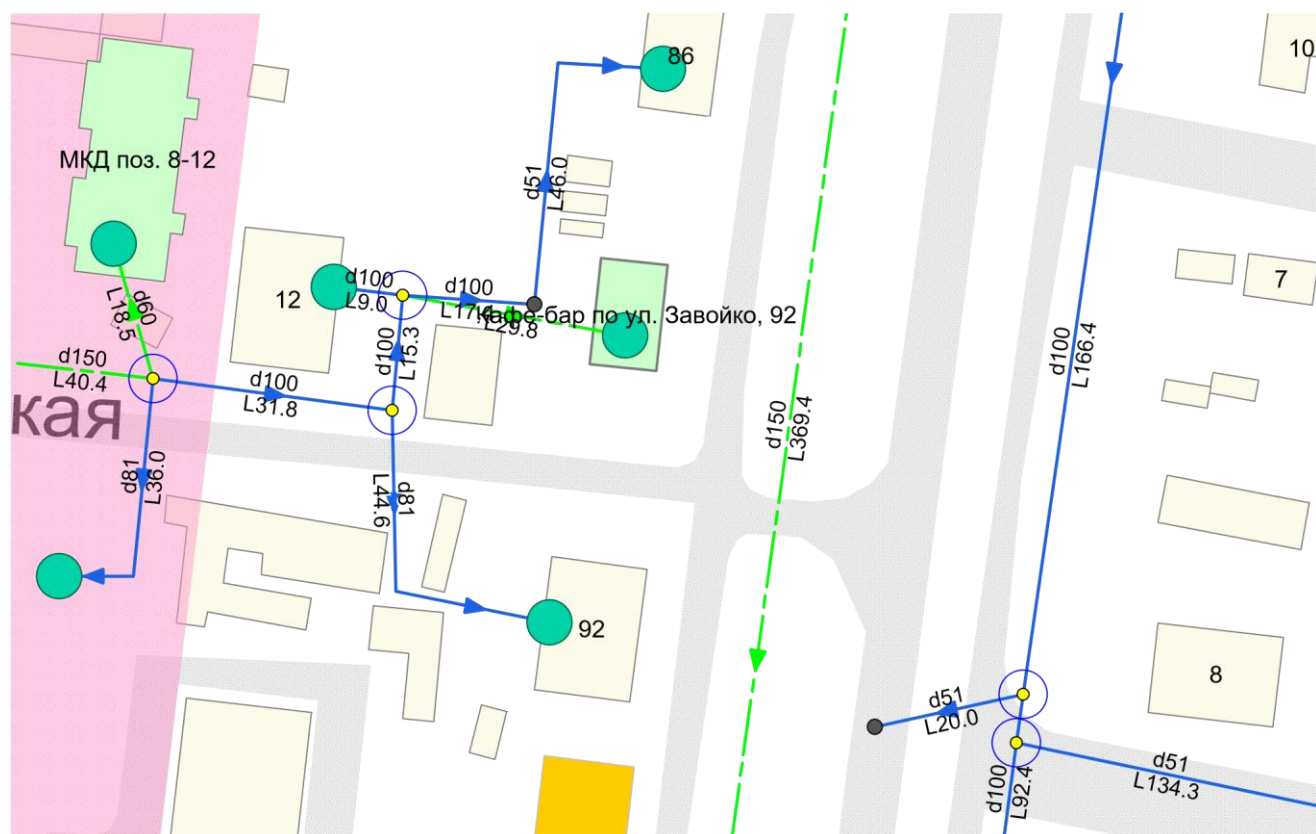 86
10
МКД поз. 8-12
d51
L46.0
7
12
d100
L9.0
d100
L17.4
Кафе-бар по ул. Завойко, 92
L29.8
d60
L18.5
d100
L15.3
d150
L40.4
d100
L31.8
d100
L166.4
d150
L369.4
кая
d81
L36.0
d81
L44.6
92
8
d51
L20.0
d51
L134.3
d100
L92.4